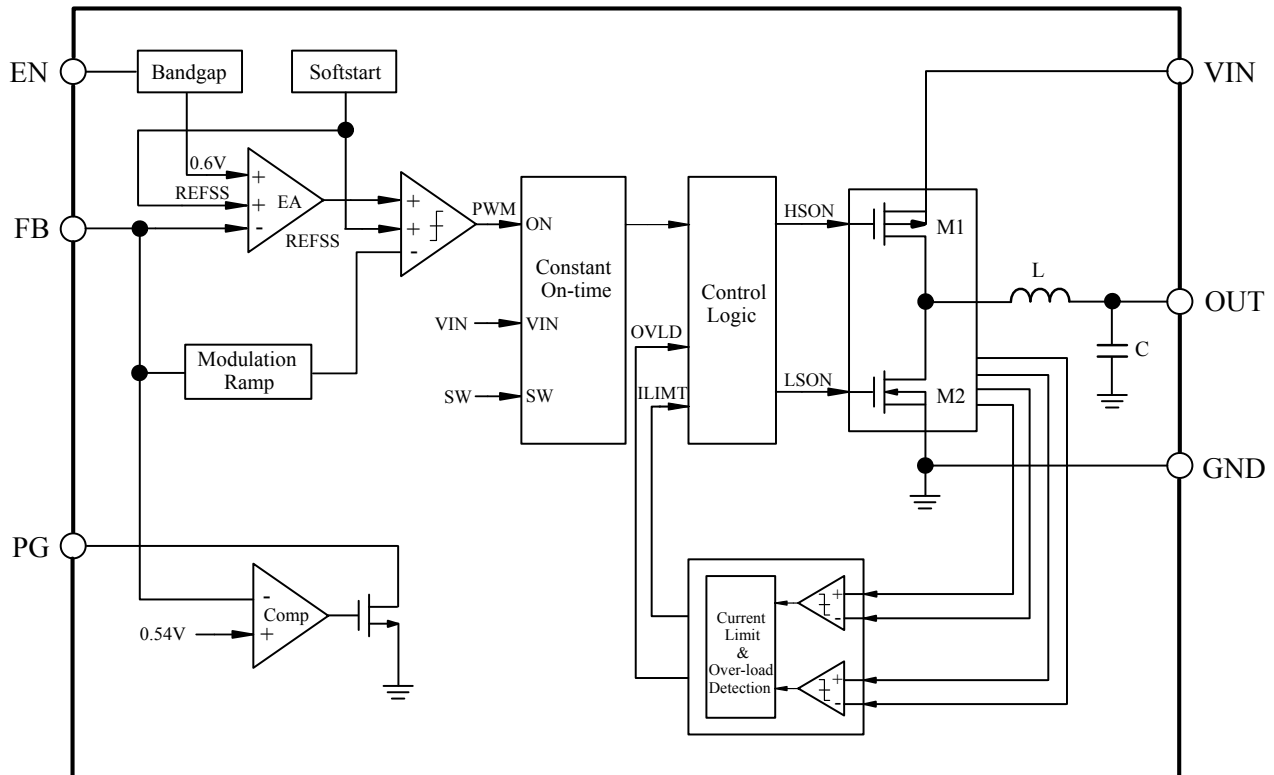 EN
Bandgap
Softstart
VIN
0.6V
+
REFSS
+
EA
-
FB
REFSS
+
+
-
PWM
ON
Constant
On-time
VIN
VIN
SW
SW
Modulation
Ramp
Control
Logic
OVLD
ILIMT
HSON
LSON
M1
M2
L
C
OUT
GND
PG
-
Comp
0.54V
+
Current
Limit
&
Over-load
Detection
+
-
+
-